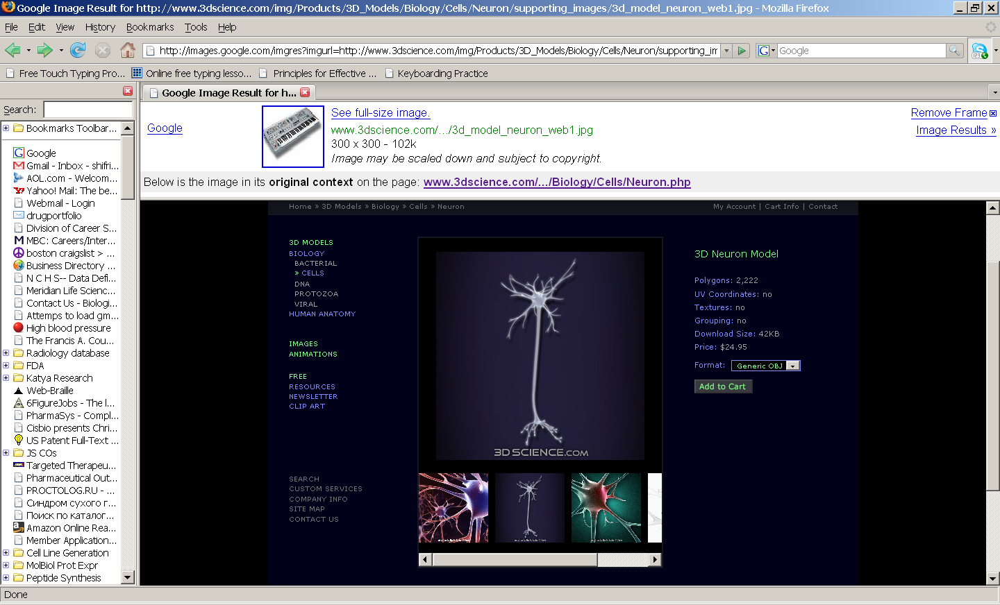 Google Image Result for http://www.3dscience.com/img/Products/3D_Models/Biology/Cells/Neuron/supporting_images/3d_model_neuron_web1.jpg - Mozilla Firefox
File Edit View History Bookmarks Tools Help
http://images.google.com/imgres?imgurl=http://www.3dscience.com/img/Products/3D_Models/Biology/Cells/Neuron/supporting_im
G Google
Free Touch Typing Pro... Online free typing lesso... Principles for Effective ... Keyboarding Practice
Google Image Result for h...
Search:
Bookmarks Toolbar...
Google
Gmail - Inbox - shifri...
AOL.com - Welcom...
Yahoo! Mail: The be...
Webmail - Login
drugportfolio
Division of Career S...
MBC: Careers/Inter...
boston craigslist > ...
Business Directory ...
N C H S-- Data Defi...
Meridian Life Scienc...
Contact Us - Biologi...
Attemps to load gm...
High blood pressure
The Francis A. Cou...
Radiology database
FDA
Katya Research
Web-Braille
6FigureJobs - The l...
PharmaSys - Compl...
Cisbio presents Chri...
US Patent Full-Text ...
JS COs
Targeted Therapeu...
Pharmaceutical Out...
PROCTOLOG.RU - ...
Синдром сухого г...
Поиск по каталог...
Amazon Online Rea...
Member Application...
Cell Line Generation
MolBiol Prot Expr
Peptide Synthesis
Google
See full-size image.
www.3dscience.com/.../3d_model_neuron_web1.jpg
300 x 300 - 102k
Image may be scaled down and subject to copyright.
Remove Frame
Image Results »
Below is the image in its original context on the page: www.3dscience.com/.../Biology/Cells/Neuron.php
Home » 3D Models » Biology » Cells » Neuron
My Account | Cart Info | Contact
3D MODELS
BIOLOGY
BACTERIAL
» CELLS
DNA
PROTOZOA
VIRAL
HUMAN ANATOMY
IMAGES
ANIMATIONS
FREE
RESOURCES
NEWSLETTER
CLIP ART
SEARCH
CUSTOM SERVICES
COMPANY INFO
SITE MAP
CONTACT US
3DSCIENCE.COM
3D Neuron Model
Polygons: 2,222
UV Coordinates: no
Textures: no
Grouping: no
Download Size: 42KB
Price: $24.95
Format: Generic OBJ
Add to Cart
Done